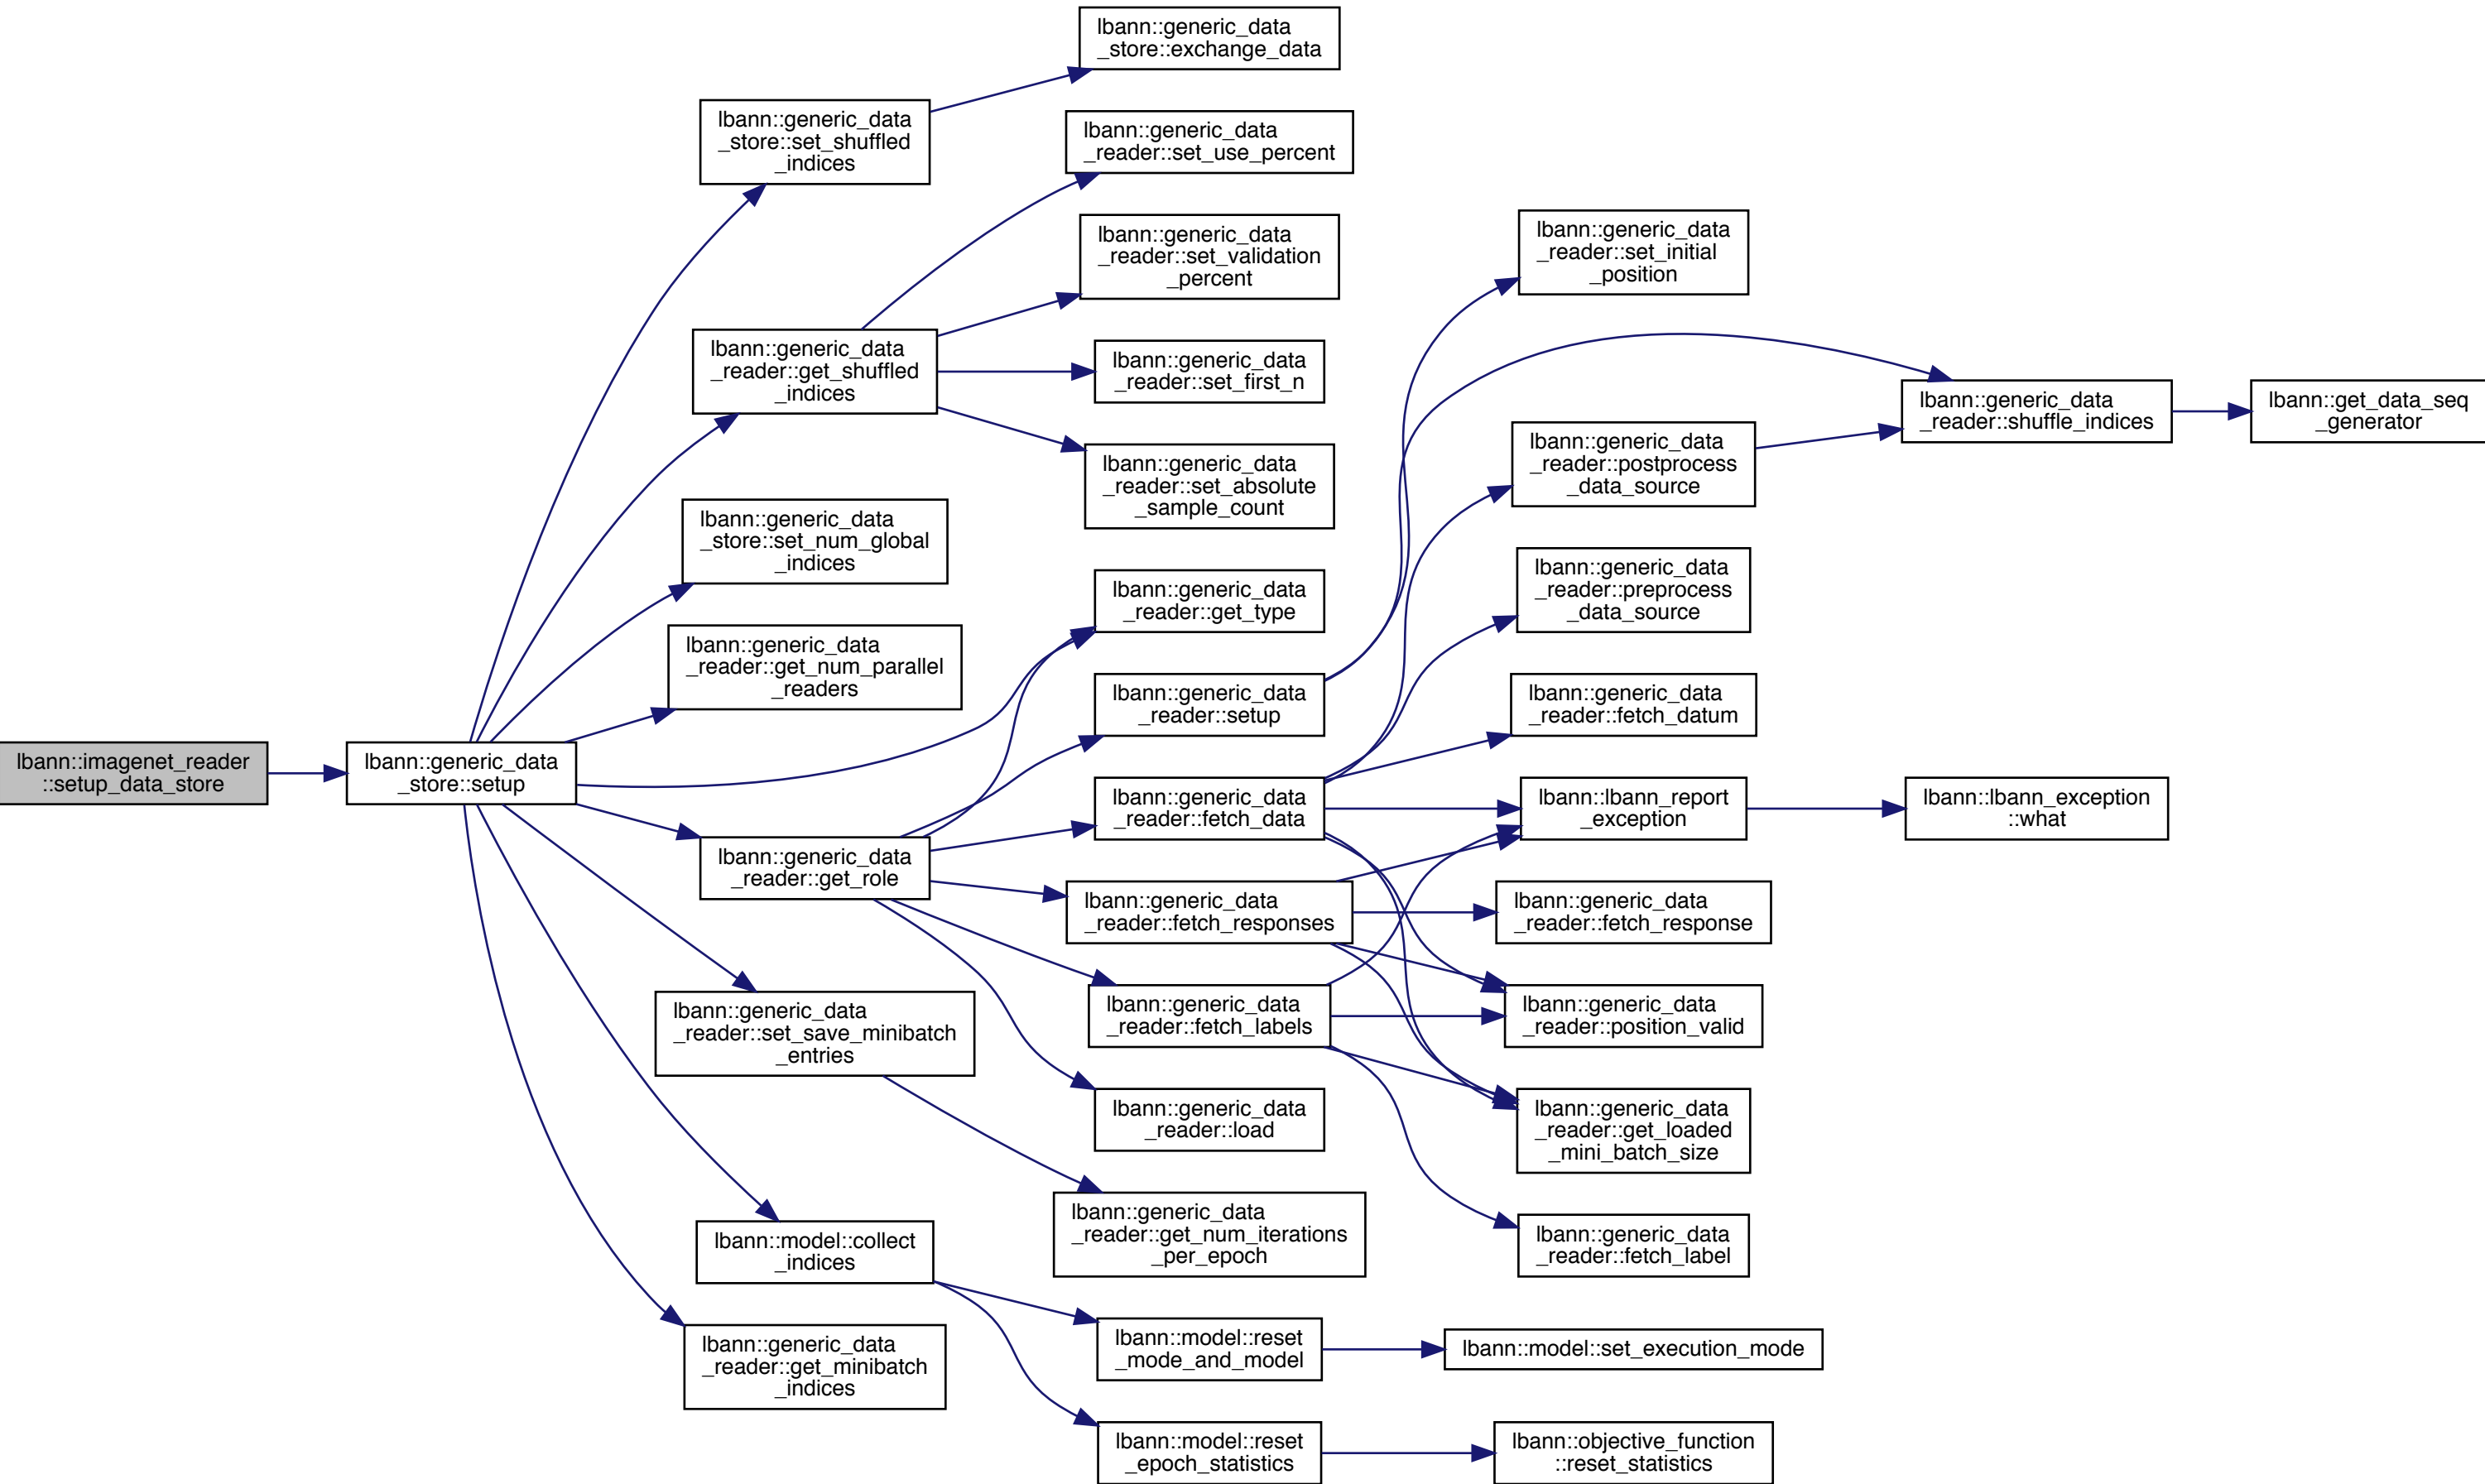 lbann::imagenet_reader
::setup_data_store
lbann::generic_data
_store::setup
lbann::generic_data
_store::set_shuffled
_indices
lbann::generic_data
_reader::get_shuffled
_indices
lbann::generic_data
_store::set_num_global
_indices
lbann::generic_data
_reader::get_num_parallel
_readers
lbann::generic_data
_reader::get_role
lbann::generic_data
_reader::set_save_minibatch
_entries
lbann::model::collect
_indices
lbann::generic_data
_reader::get_minibatch
_indices
lbann::generic_data
_store::exchange_data
lbann::generic_data
_reader::set_use_percent
lbann::generic_data
_reader::set_validation
_percent
lbann::generic_data
_reader::set_first_n
lbann::generic_data
_reader::set_absolute
_sample_count
lbann::generic_data
_reader::get_type
lbann::generic_data
_reader::setup
lbann::generic_data
_reader::fetch_data
lbann::generic_data
_reader::fetch_responses
lbann::generic_data
_reader::fetch_labels
lbann::generic_data
_reader::load
lbann::generic_data
_reader::get_num_iterations
_per_epoch
lbann::model::reset
_mode_and_model
lbann::model::reset
_epoch_statistics
lbann::generic_data
_reader::set_initial
_position
lbann::generic_data
_reader::postprocess
_data_source
lbann::generic_data
_reader::preprocess
_data_source
lbann::generic_data
_reader::fetch_datum
lbann::lbann_report
_exception
lbann::generic_data
_reader::fetch_response
lbann::generic_data
_reader::position_valid
lbann::generic_data
_reader::get_loaded
_mini_batch_size
lbann::generic_data
_reader::fetch_label
lbann::model::set_execution_mode
lbann::objective_function
::reset_statistics
lbann::generic_data
_reader::shuffle_indices
lbann::lbann_exception
::what
lbann::get_data_seq
_generator